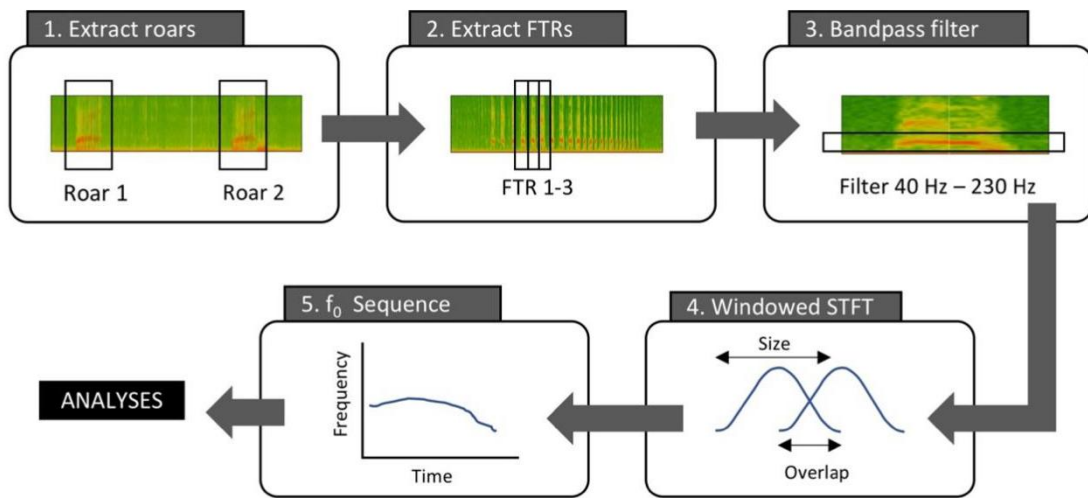 1. Extract roars
Roar 1
Roar 2
2. Extract FTRs
FTR 1-3
3. Bandpass filter
Filter 40 Hz – 230 Hz
4. Windowed STFT
Size
Overlap
5. f₀ Sequence
Frequency
Time
ANALYSES